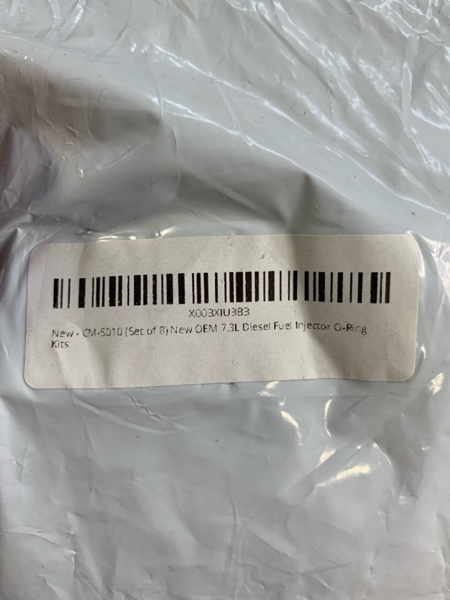 X003XIU3B3
New - CM-5010 (Set of 8) New OEM 7.3L Diesel Fuel Injector O-Ring
Kits